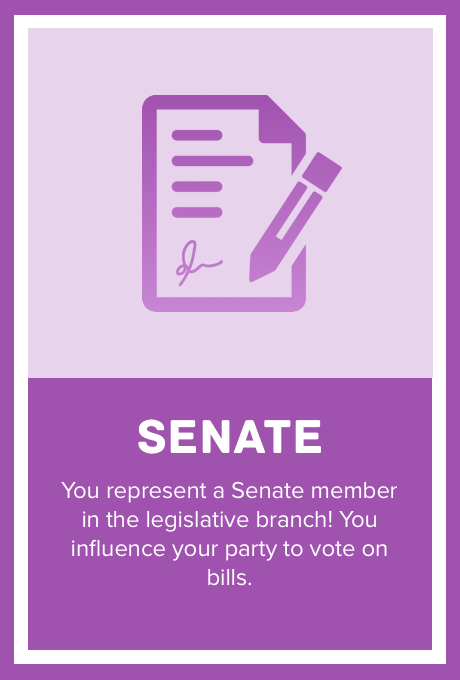 SENATE
You represent a Senate member
in the legislative branch! You
influence your party to vote on
bills.